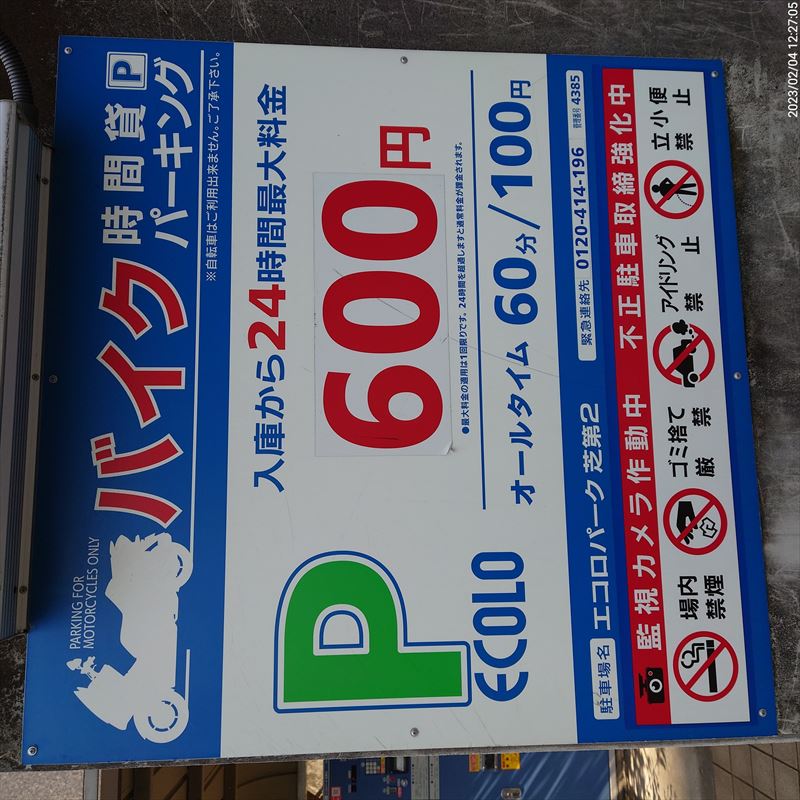 PARKING FOR
MOTORCYCLES ONLY
バイク時間貸 P
パーキング
※自転車はご利用出来ません。ご了承下さい。
P
ECOLO
入庫から24時間最大料金
600円
●最大料金の適用は1回限りです。24時間を超過しますと通常料金が課金されます。
オールタイム 60分/100円
駐車場名 エコロパーク 芝第2 緊急連絡先 0120-414-196 管理番号 4385
監視カメラ作動中 不正駐車取締強化中
場内
禁煙
ゴミ捨て
厳禁
アイドリング
禁止
立小便
禁止
2023/02/04 12:27:05